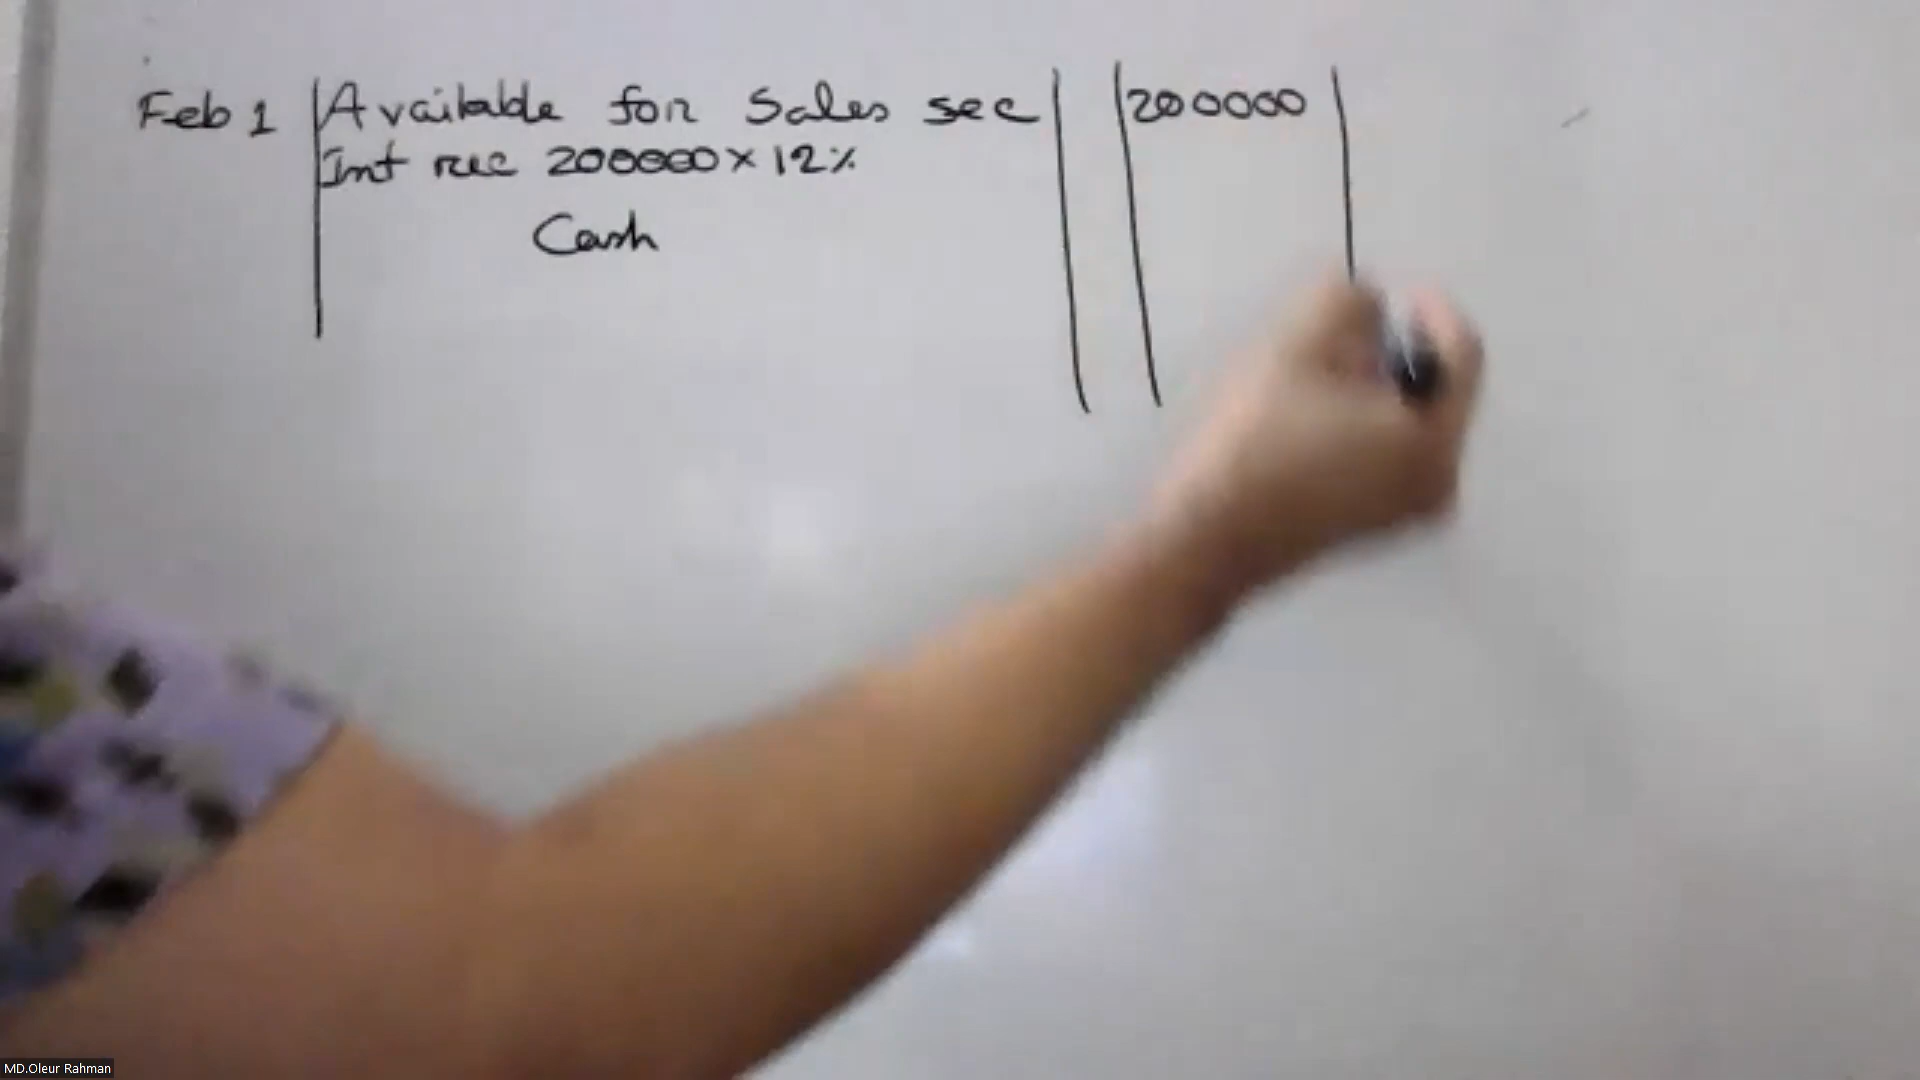 Feb 1 Available for Sales sec 200000
Int rec 200000 x 12%
Cash
MD.Oleur Rahman